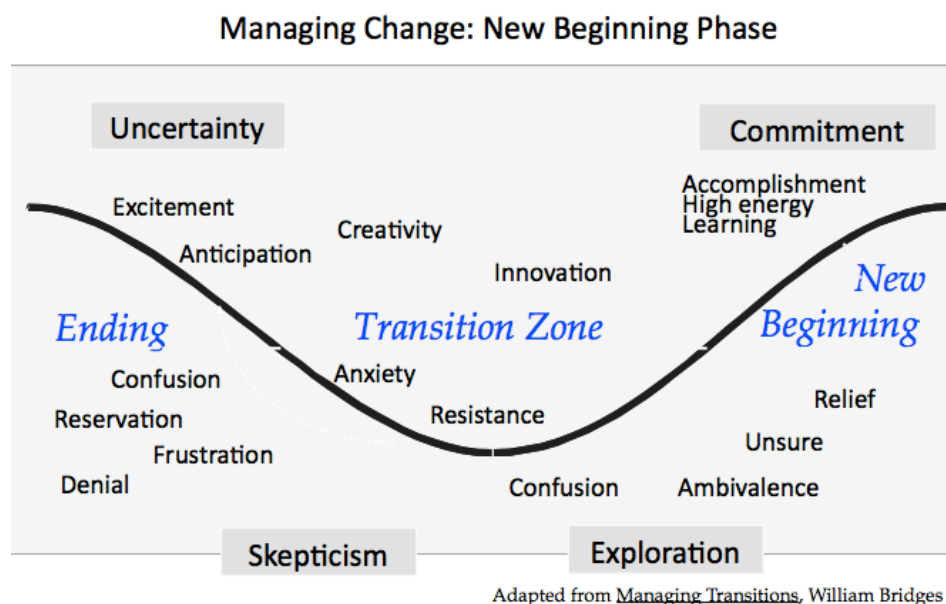 Managing Change: New Beginning Phase
Uncertainty
Commitment
Accomplishment
High energy
Learning
Excitement
Creativity
Anticipation
Innovation
New
Beginning
Ending
Transition Zone
Anxiety
Confusion
Resistance
Relief
Reservation
Unsure
Frustration
Denial
Confusion
Ambivalence
Skepticism
Exploration
Adapted from Managing Transitions, William Bridges